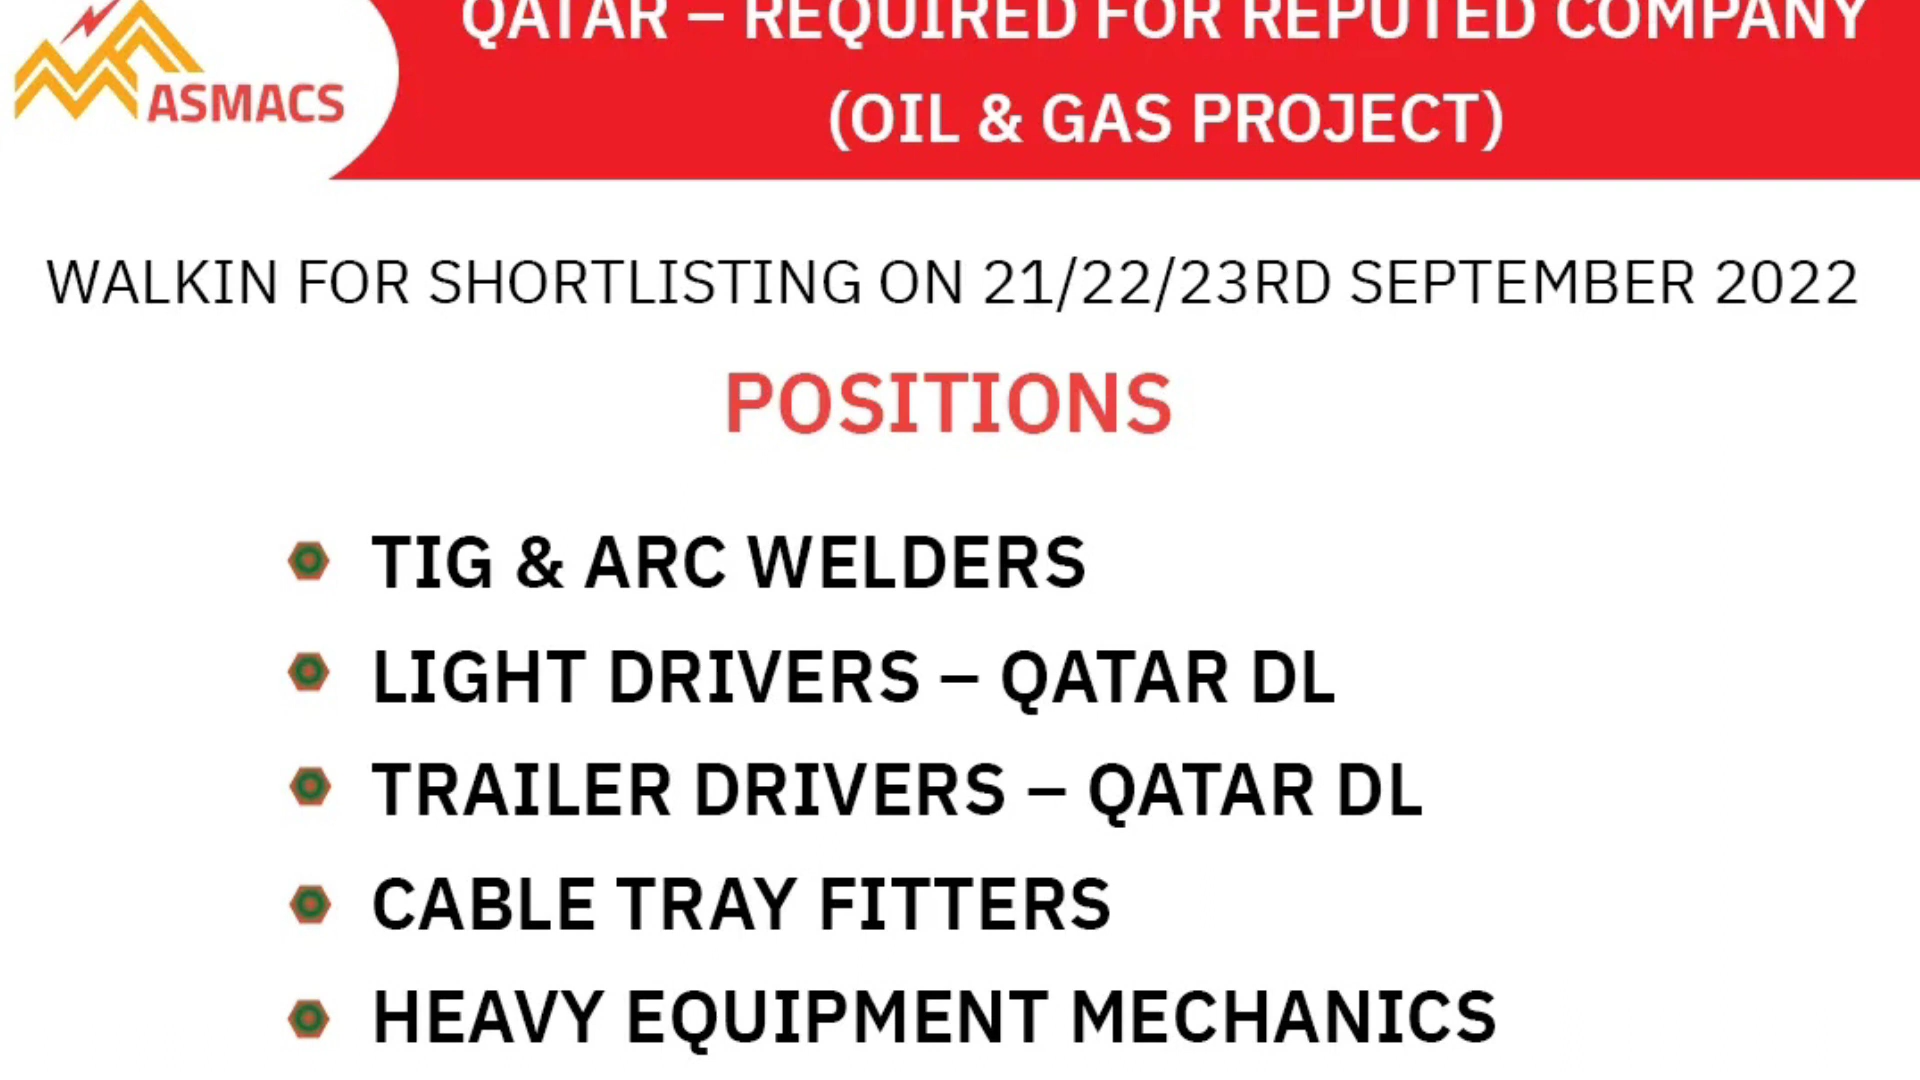 QATAR – REQUIRED FOR REPUTED COMPANY
(OIL & GAS PROJECT)
ASMACS
WALKIN FOR SHORTLISTING ON 21/22/23RD SEPTEMBER 2022
POSITIONS
TIG & ARC WELDERS
LIGHT DRIVERS – QATAR DL
TRAILER DRIVERS – QATAR DL
CABLE TRAY FITTERS
HEAVY EQUIPMENT MECHANICS